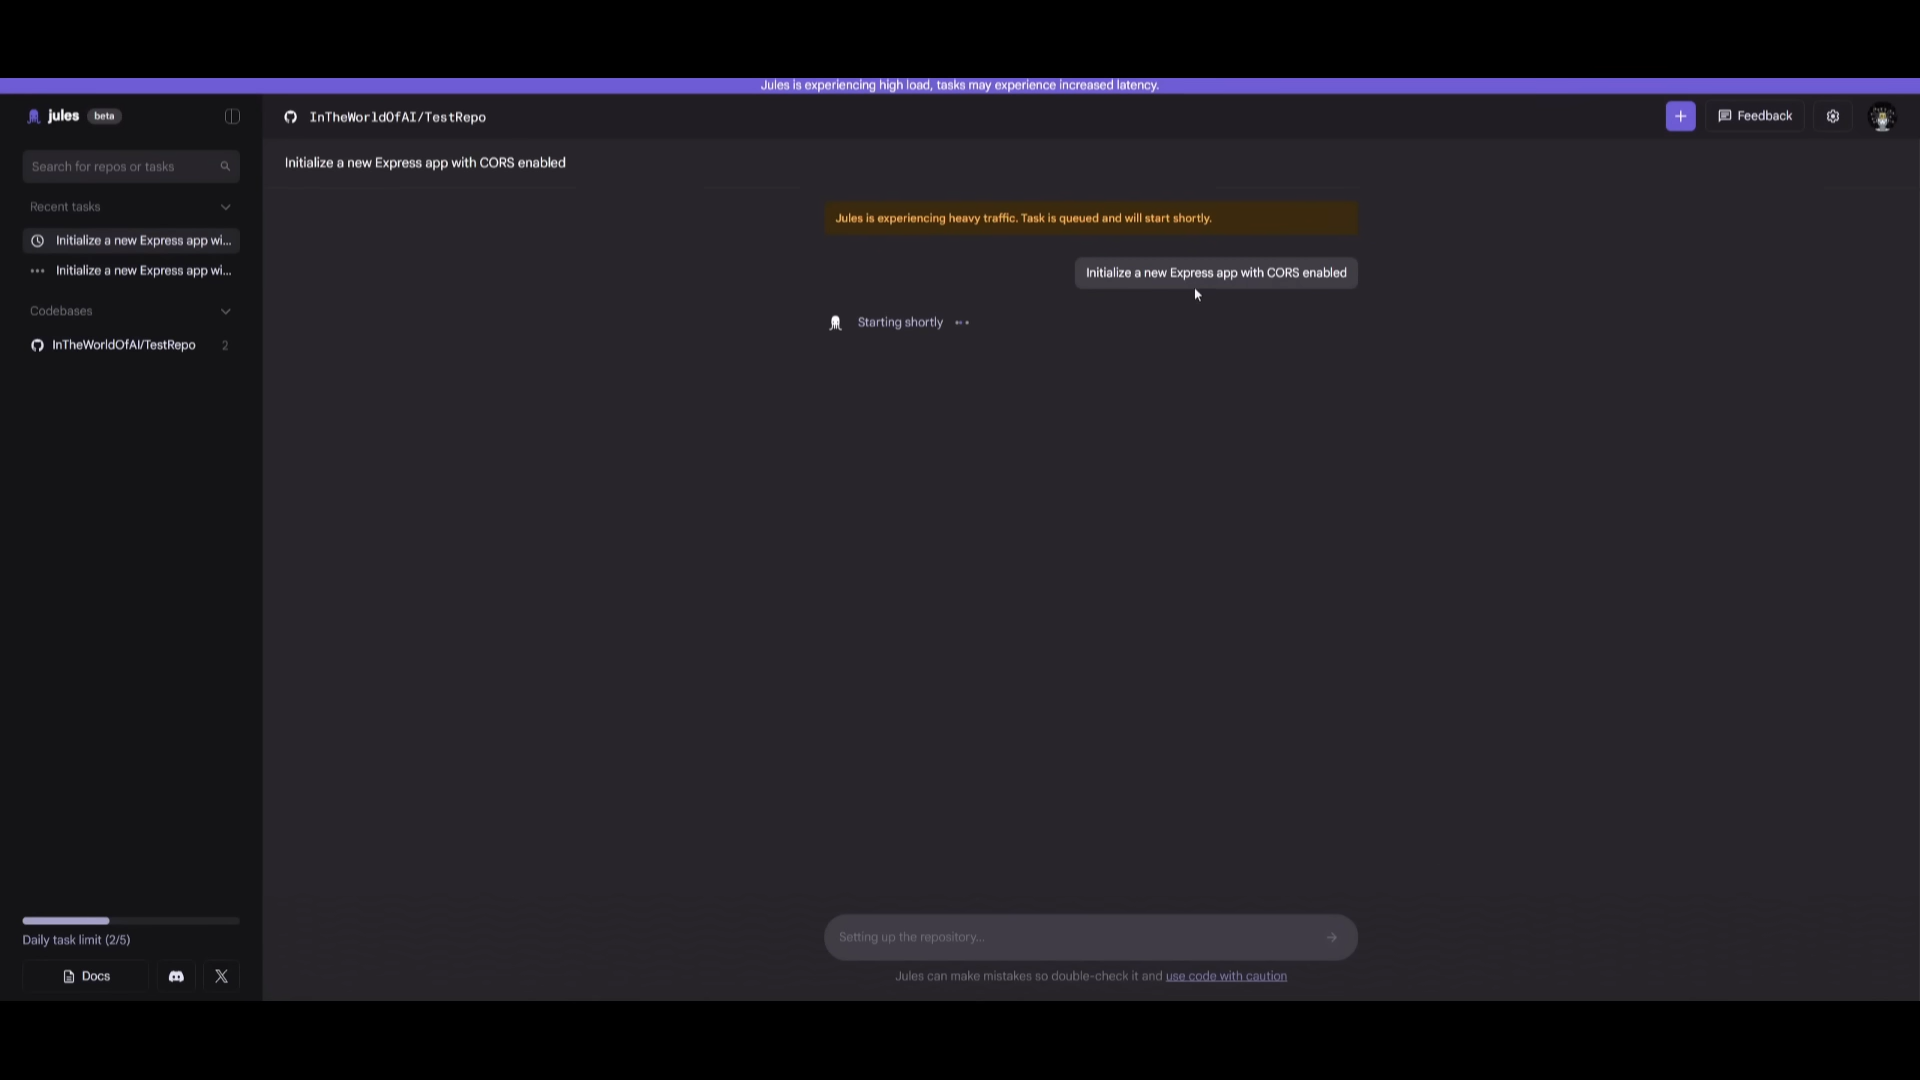 Jules is experiencing high load, tasks may experience increased latency.
jules beta
InTheWorldOfAI/TestRepo
Feedback
Search for repos or tasks
Initialize a new Express app with CORS enabled
Recent tasks
Jules is experiencing heavy traffic. Task is queued and will start shortly.
Initialize a new Express app wi...
Initialize a new Express app wi...
Initialize a new Express app with CORS enabled
Codebases
Starting shortly
InTheWorldOfAI/TestRepo 2
Daily task limit (2/5)
Setting up the repository...
Docs
Jules can make mistakes so double-check it and use code with caution